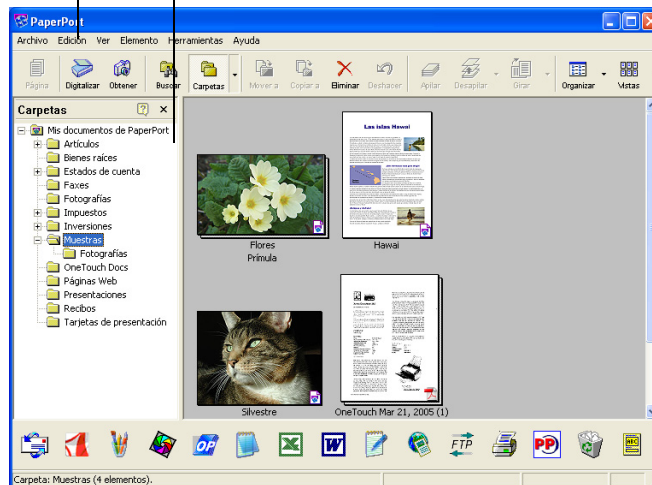 PaperPort
Archivo Edición Ver Elemento Herramientas Ayuda
Página Digitalizar Obtener Buscar Carpetas Mover a Copiar a Eliminar Deshacer Apilar Desapilar Girar Organizar Vistas
Carpetas
Mis documentos de PaperPort
Artículos
Bienes raíces
Estados de cuenta
Faxes
Fotografías
Impuestos
Inversiones
Muestras
Fotografías
OneTouch Docs
Páginas Web
Presentaciones
Recibos
Tarjetas de presentación
Las islas Hawai
Flores
Prímula
Hawai
Silvestre
OneTouch Mar 21, 2005 (1)
OP
W
FTP
PP
Carpeta: Muestras (4 elementos).